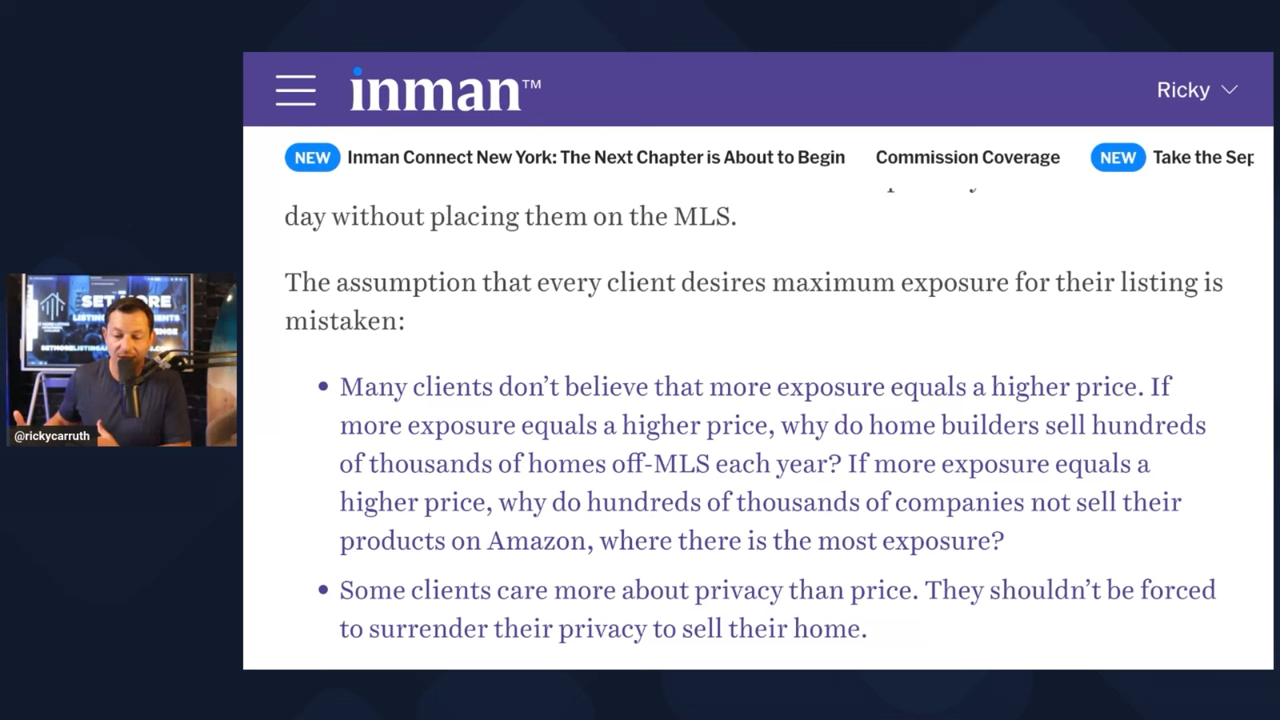 inman™
Ricky
NEW Inman Connect New York: The Next Chapter is About to Begin Commission Coverage NEW Take the Sep
day without placing them on the MLS.
The assumption that every client desires maximum exposure for their listing is
mistaken:
• Many clients don’t believe that more exposure equals a higher price. If
more exposure equals a higher price, why do home builders sell hundreds
of thousands of homes off-MLS each year? If more exposure equals a
higher price, why do hundreds of thousands of companies not sell their
products on Amazon, where there is the most exposure?
• Some clients care more about privacy than price. They shouldn’t be forced
to surrender their privacy to sell their home.
@rickycarruth